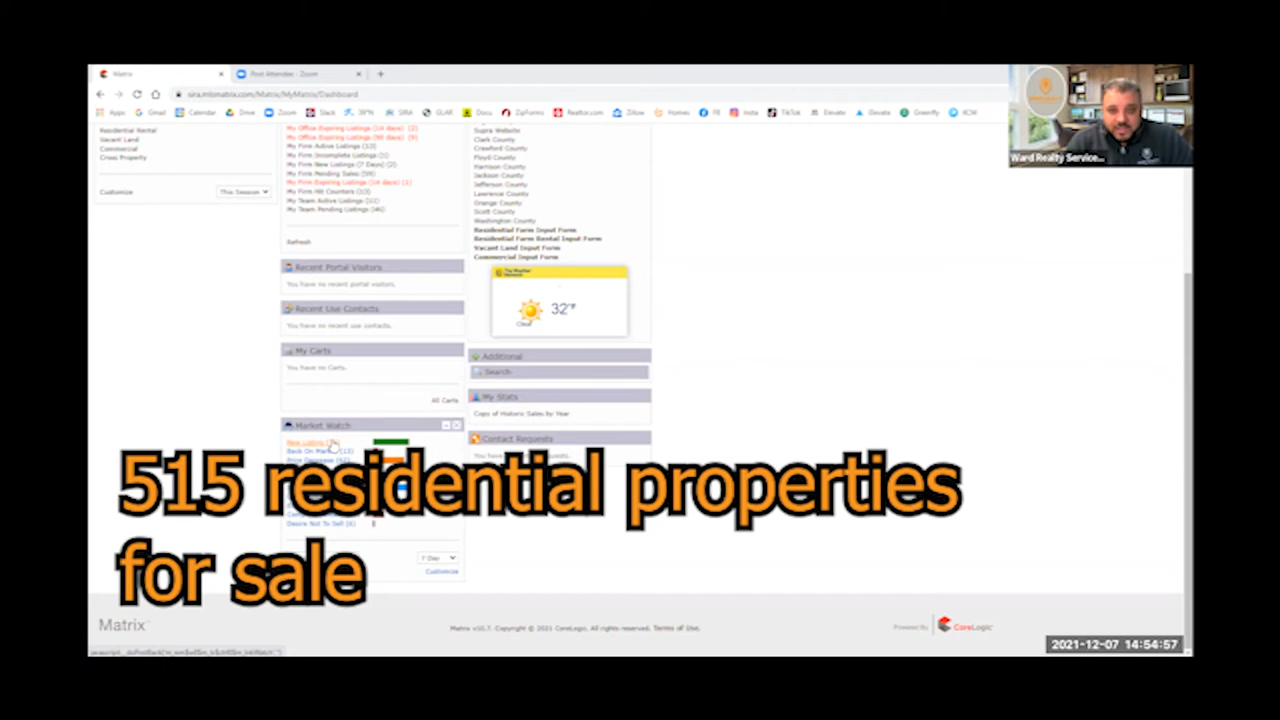 Matrix
Post Attendee - Zoom
sira.mlsmatrix.com/Matrix/MyMatrix/Dashboard
Apps Gmail Calendar Drive Zoom Slack SIRA GLAR Docs ZipForms Realtor.com Zillow Homes FB Insta TikTok Elevate Elevate Greenfly KCW
Ward Realty Service...
Residential Rental
Vacant Land
Commercial
Cross Property
Customize
This Session
My Office Expiring Listings (14 days) (2)
My Office Expiring Listings (90 days) (9)
My Firm Active Listings (13)
My Firm Incomplete Listings (1)
My Firm New Listings (7 Days) (2)
My Firm Pending Sales (59)
My Firm Expiring Listings (14 days) (1)
My Firm Hit Counters (13)
My Team Active Listings (11)
My Team Pending Listings (46)
Refresh
Recent Portal Visitors
You have no recent portal visitors.
Recent Use Contacts
You have no recent use contacts.
My Carts
You have no Carts.
All Carts
Market Watch
New Listing
Back On Market (13)
Price Decrease (62)
Desire Not To Sell (6)
7 Day
Customize
Supra Website
Clark County
Crawford County
Floyd County
Harrison County
Jackson County
Jefferson County
Lawrence County
Orange County
Scott County
Washington County
Residential Farm Input Form
Residential Farm Rental Input Form
Vacant Land Input Form
Commercial Input Form
The Weather Network
32°F
Clear
Additional
Search
My Stats
Copy of Historic Sales by Year
Contact Requests
515 residential properties
for sale
Matrix
Matrix v10.7. Copyright © 2021 CoreLogic. All rights reserved. Terms of Use.
Powered By CoreLogic
2021-12-07 14:54:57